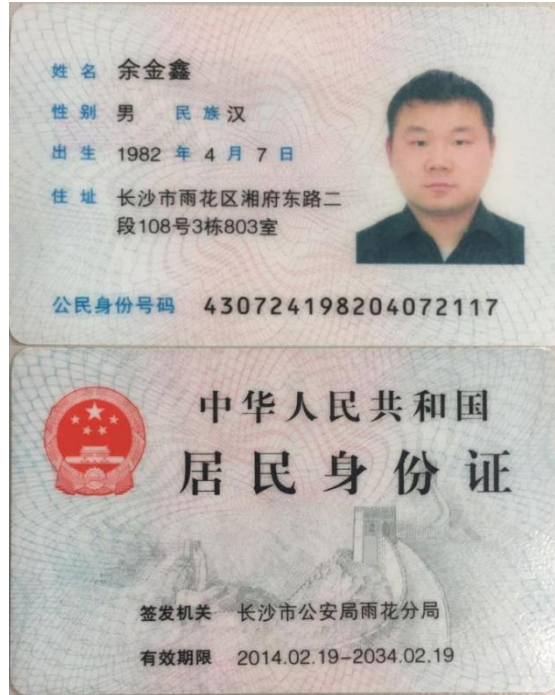 姓名 余金鑫
性别 男 民族 汉
出生 1982 年 4 月 7 日
住址 长沙市雨花区湘府东路二
段108号3栋803室
公民身份号码 430724198204072117
中华人民共和国
居民身份证
签发机关 长沙市公安局雨花分局
有效期限 2014.02.19-2034.02.19